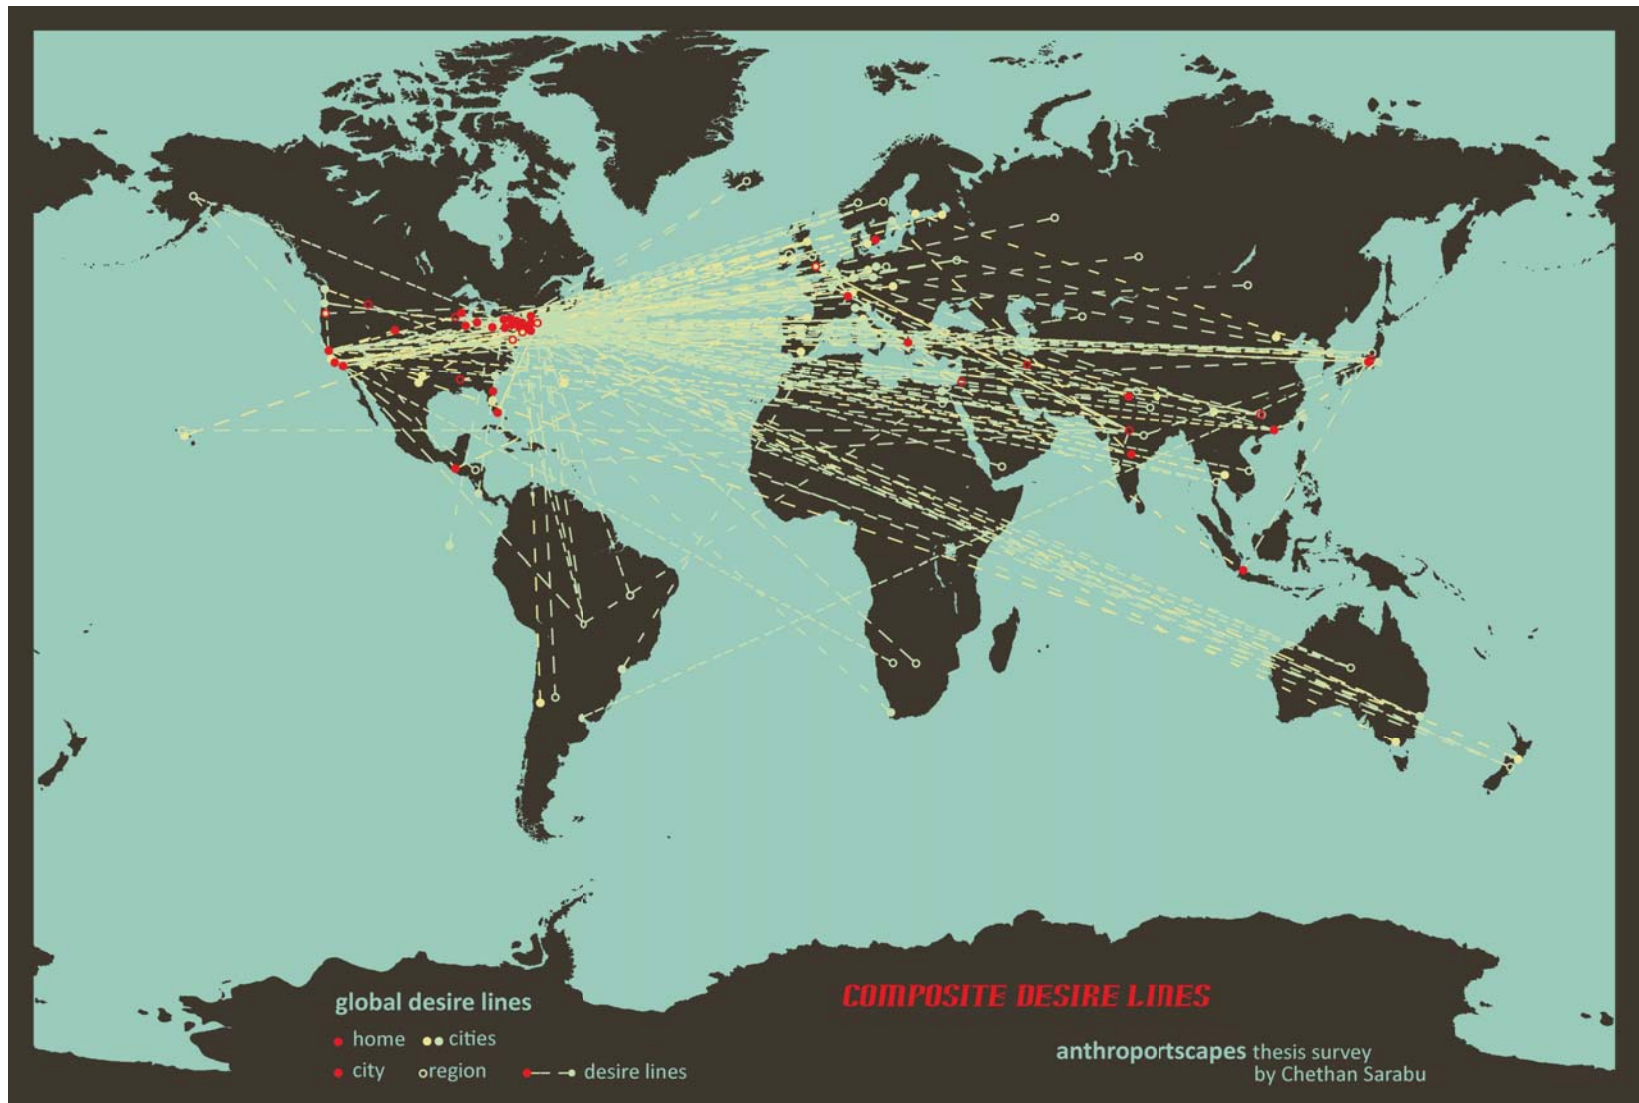 global desire lines
home cities
city region desire lines
COMPOSITE DESIRE LINES
anthroportscapes thesis survey
by Chethan Sarabu